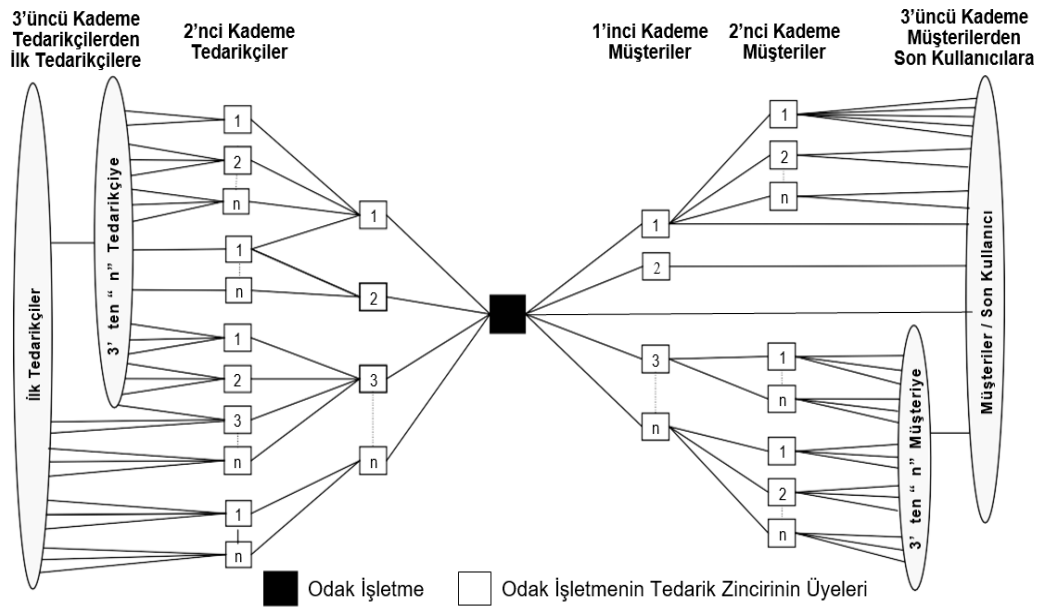 3’üncü Kademe
Tedarikçilerden
İlk Tedarikçilere
2’nci Kademe
Tedarikçiler
1’inci Kademe
Müşteriler
2’nci Kademe
Müşteriler
3’üncü Kademe
Müşterilerden
Son Kullanıcılara
İlk Tedarikçiler
3’ ten “ n” Tedarikçiye
1
2
n
1
n
1
2
3
n
1
n
1
2
3
n
1
2
3
n
1
2
n
1
n
1
2
n
3’ ten “ n” Müşteriye
Müşteriler / Son Kullanıcı
Odak İşletme
Odak İşletmenin Tedarik Zincirinin Üyeleri